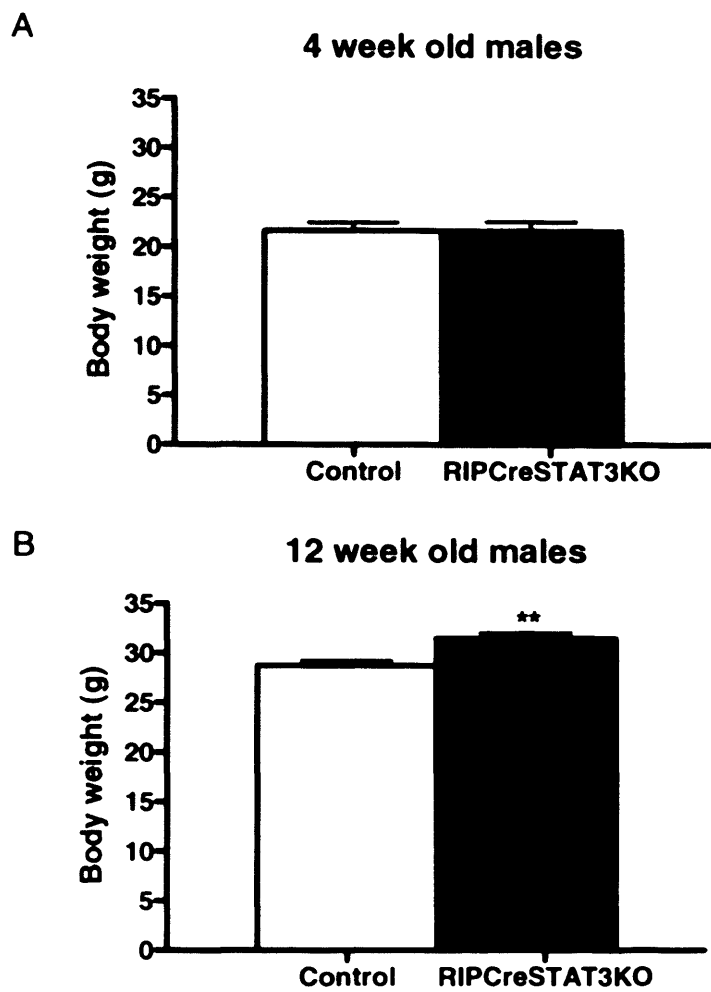 A
4 week old males
35
30
25
20
15
10
5
0
Body weight (g)
Control RIPCreSTAT3KO
B
12 week old males
35
30
25
20
15
10
5
0
Body weight (g)
**
Control RIPCreSTAT3KO